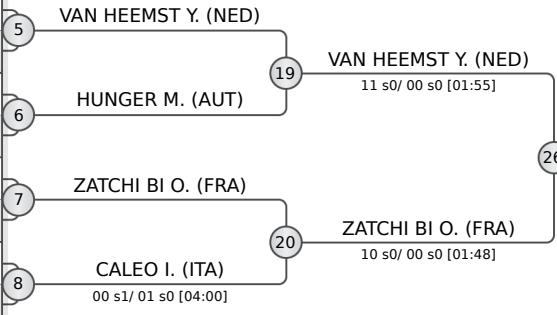 VAN HEEMST Y. (NED)
5
19
VAN HEEMST Y. (NED)
11 s0/ 00 s0 [01:55]
HUNGER M. (AUT)
6
26
ZATCHI BI O. (FRA)
7
20
ZATCHI BI O. (FRA)
10 s0/ 00 s0 [01:48]
CALEO I. (ITA)
8
00 s1/ 01 s0 [04:00]